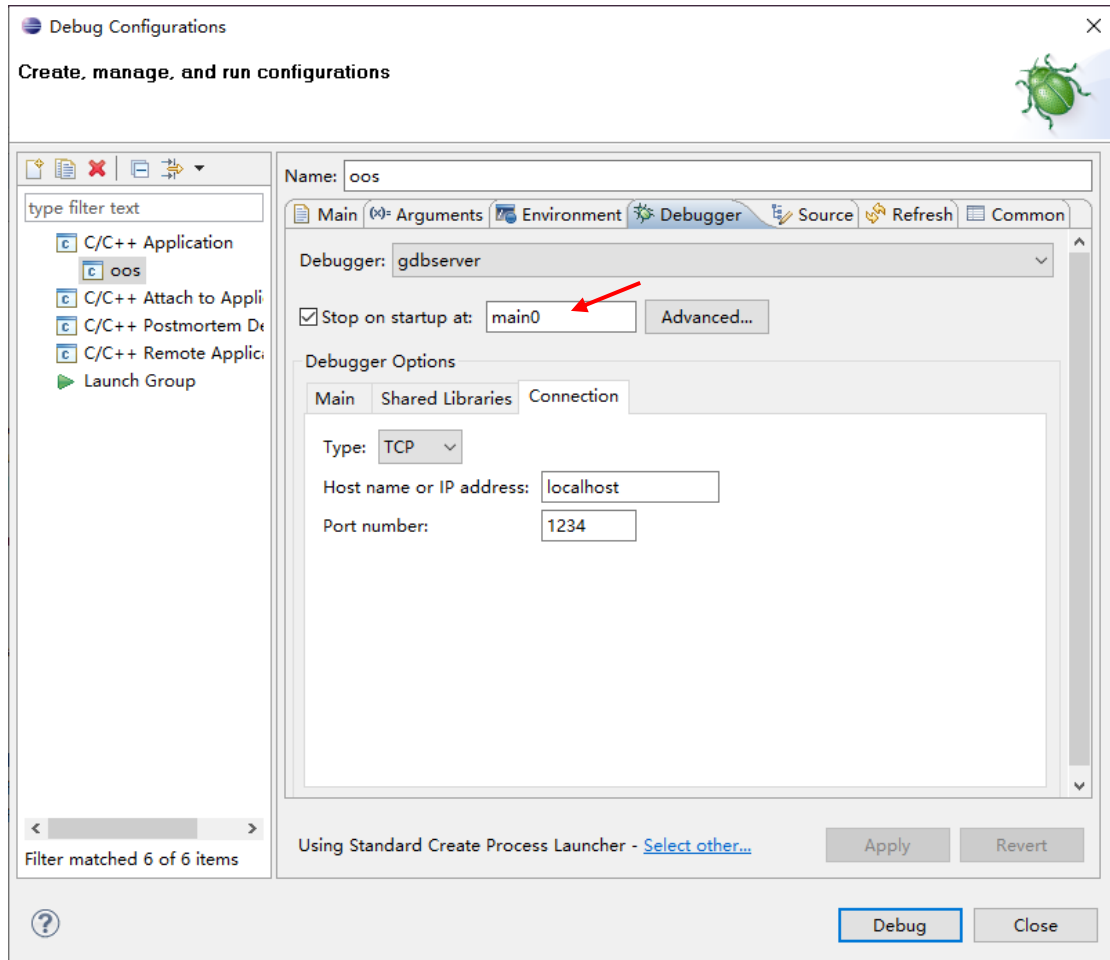 Debug Configurations
Create, manage, and run configurations
type filter text
C/C++ Application
oos
C/C++ Attach to Appli
C/C++ Postmortem De
C/C++ Remote Applic
Launch Group
Filter matched 6 of 6 items
Name: oos
Main (x)= Arguments Environment Debugger Source Refresh Common
Debugger: gdbserver
Stop on startup at: main0 Advanced...
Debugger Options
Main Shared Libraries Connection
Type: TCP
Host name or IP address: localhost
Port number: 1234
Using Standard Create Process Launcher - Select other... Apply Revert
? Debug Close